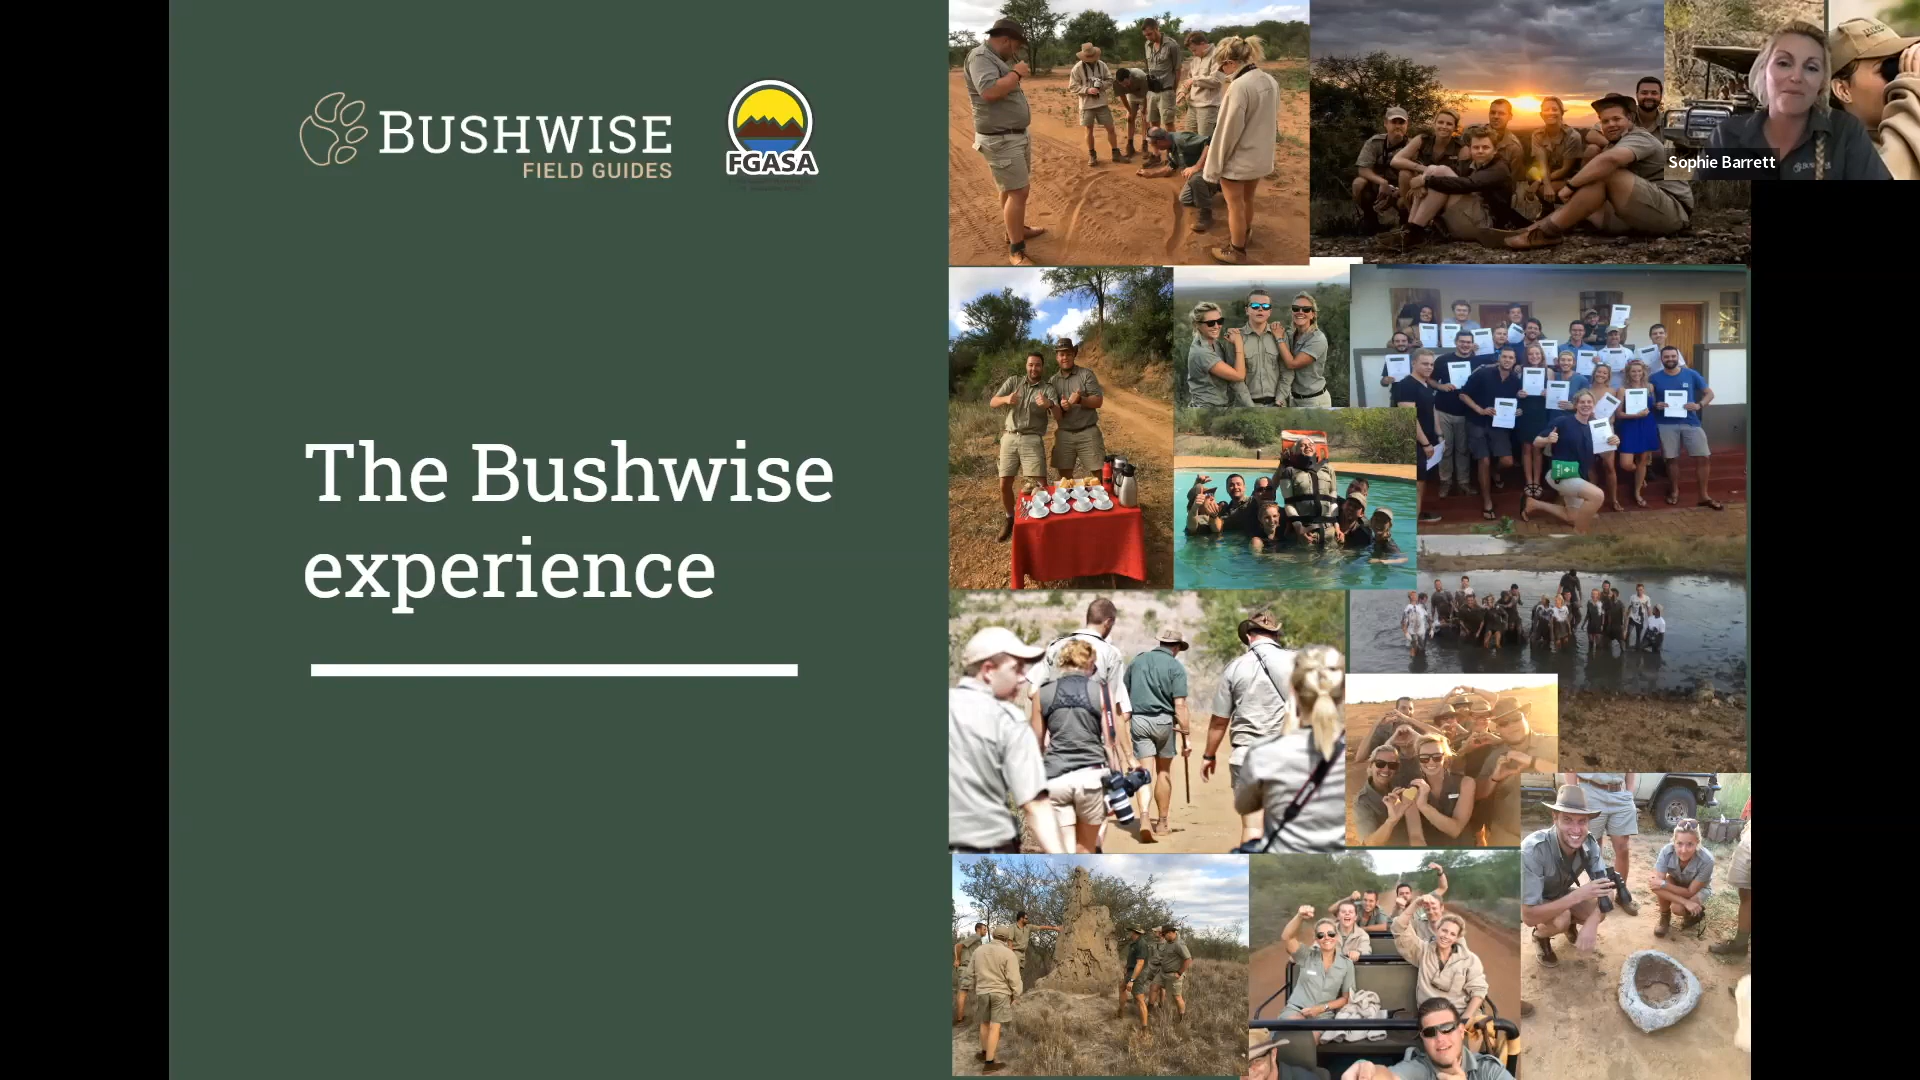 BUSHWISE
FIELD GUIDES
FGASA
The Bushwise
experience
Sophie Barrett